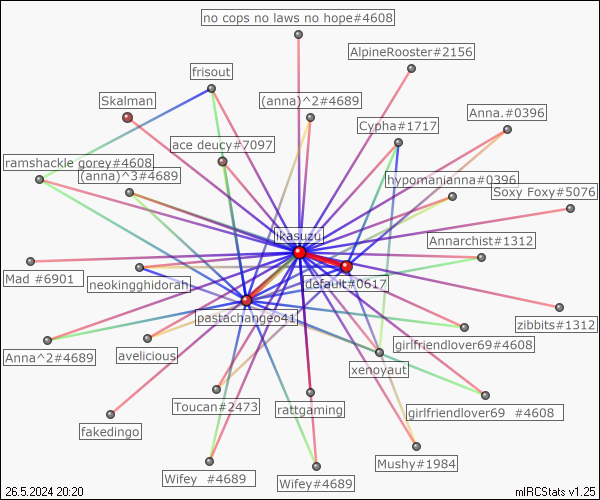 no cops no laws no hope#4608
AlpineRooster#2156
frisout
Skalman
(anna)^2#4689
Anna.#0396
Cypha#1717
ace deucy#7097
ramshackle gorey#4608
(anna)^3#4689
hypomanianna#0396
Soxy Foxy#5076
ikasuzu
Annarchist#1312
Mad #6901
neokingghidorah
default#0617
pastachange041
zibbits#1312
girlfriendlover69#4608
Anna^2#4689
avelicious
xenoyaut
Toucan#2473
rattgaming
girlfriendlover69 #4608
fakedingo
Mushy#1984
Wifey #4689
Wifey#4689
26.5.2024 20:20
mIRCStats v1.25